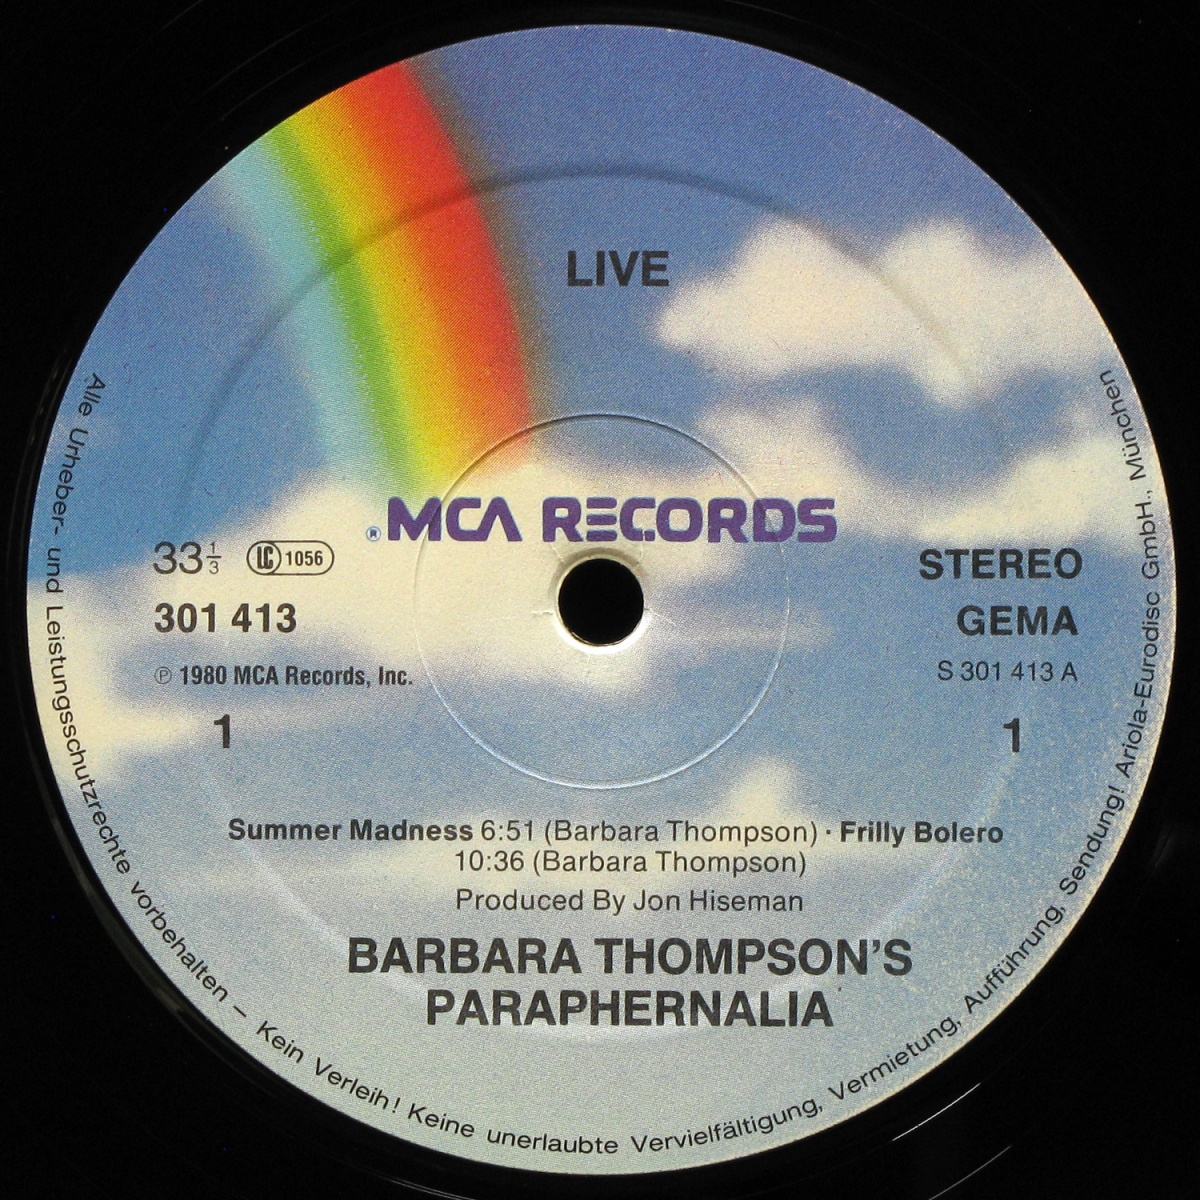 LIVE
® MCA RECORDS
33 1/3 LC 1056
STEREO
301 413
GEMA
℗ 1980 MCA Records, Inc.
S 301 413 A
1
1
Summer Madness 6:51 (Barbara Thompson) · Frilly Bolero
10:36 (Barbara Thompson)
Produced By Jon Hiseman
BARBARA THOMPSON'S
PARAPHERNALIA
Alle Urheber- und Leistungsschutzrechte vorbehalten – Kein Verleih! Keine unerlaubte Vervielfältigung, Vermietung, Aufführung, Sendung! Ariola-Eurodisc GmbH., München